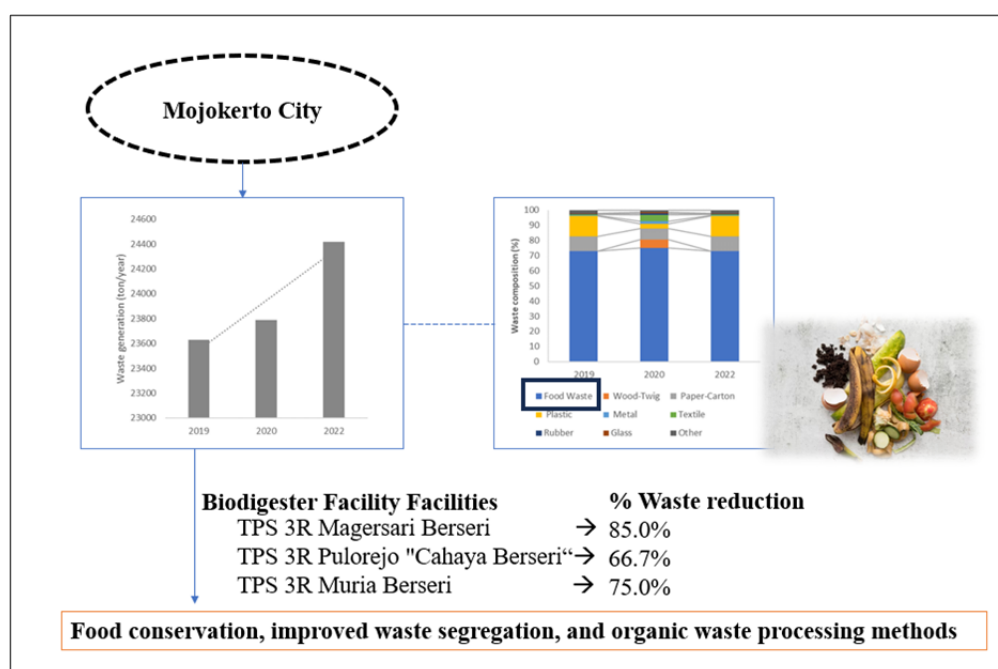 Mojokerto City
Waste generation (ton/year)
24600
24400
24200
24000
23800
23600
23400
23200
23000
2019 2020 2022
Waste composition (%)
100
90
80
70
60
50
40
30
20
10
0
2019 2020 2022
Food Waste Wood-Twig Paper-Carton
Plastic Metal Textile
Rubber Glass Other
Biodigester Facility Facilities % Waste reduction
TPS 3R Magersari Berseri → 85.0%
TPS 3R Pulorejo "Cahaya Berseri“ → 66.7%
TPS 3R Muria Berseri → 75.0%
Food conservation, improved waste segregation, and organic waste processing methods